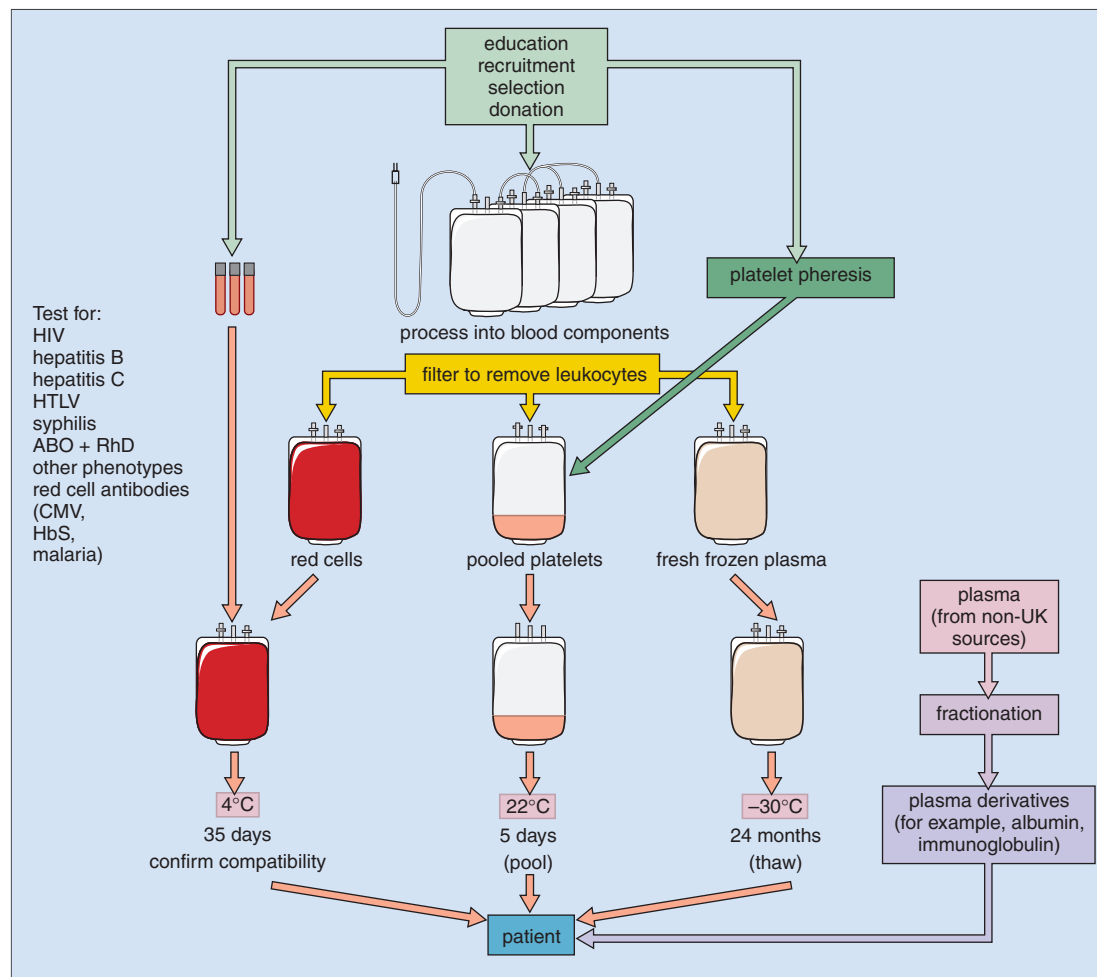 education
recruitment
selection
donation
platelet pheresis
process into blood components
Test for:
HIV
hepatitis B
hepatitis C
HTLV
syphilis
ABO + RhD
other phenotypes
red cell antibodies
(CMV,
HbS,
malaria)
filter to remove leukocytes
red cells
pooled platelets
fresh frozen plasma
plasma
(from non-UK
sources)
fractionation
plasma derivatives
(for example, albumin,
immunoglobulin)
4°C
35 days
confirm compatibility
22°C
5 days
(pool)
–30°C
24 months
(thaw)
patient